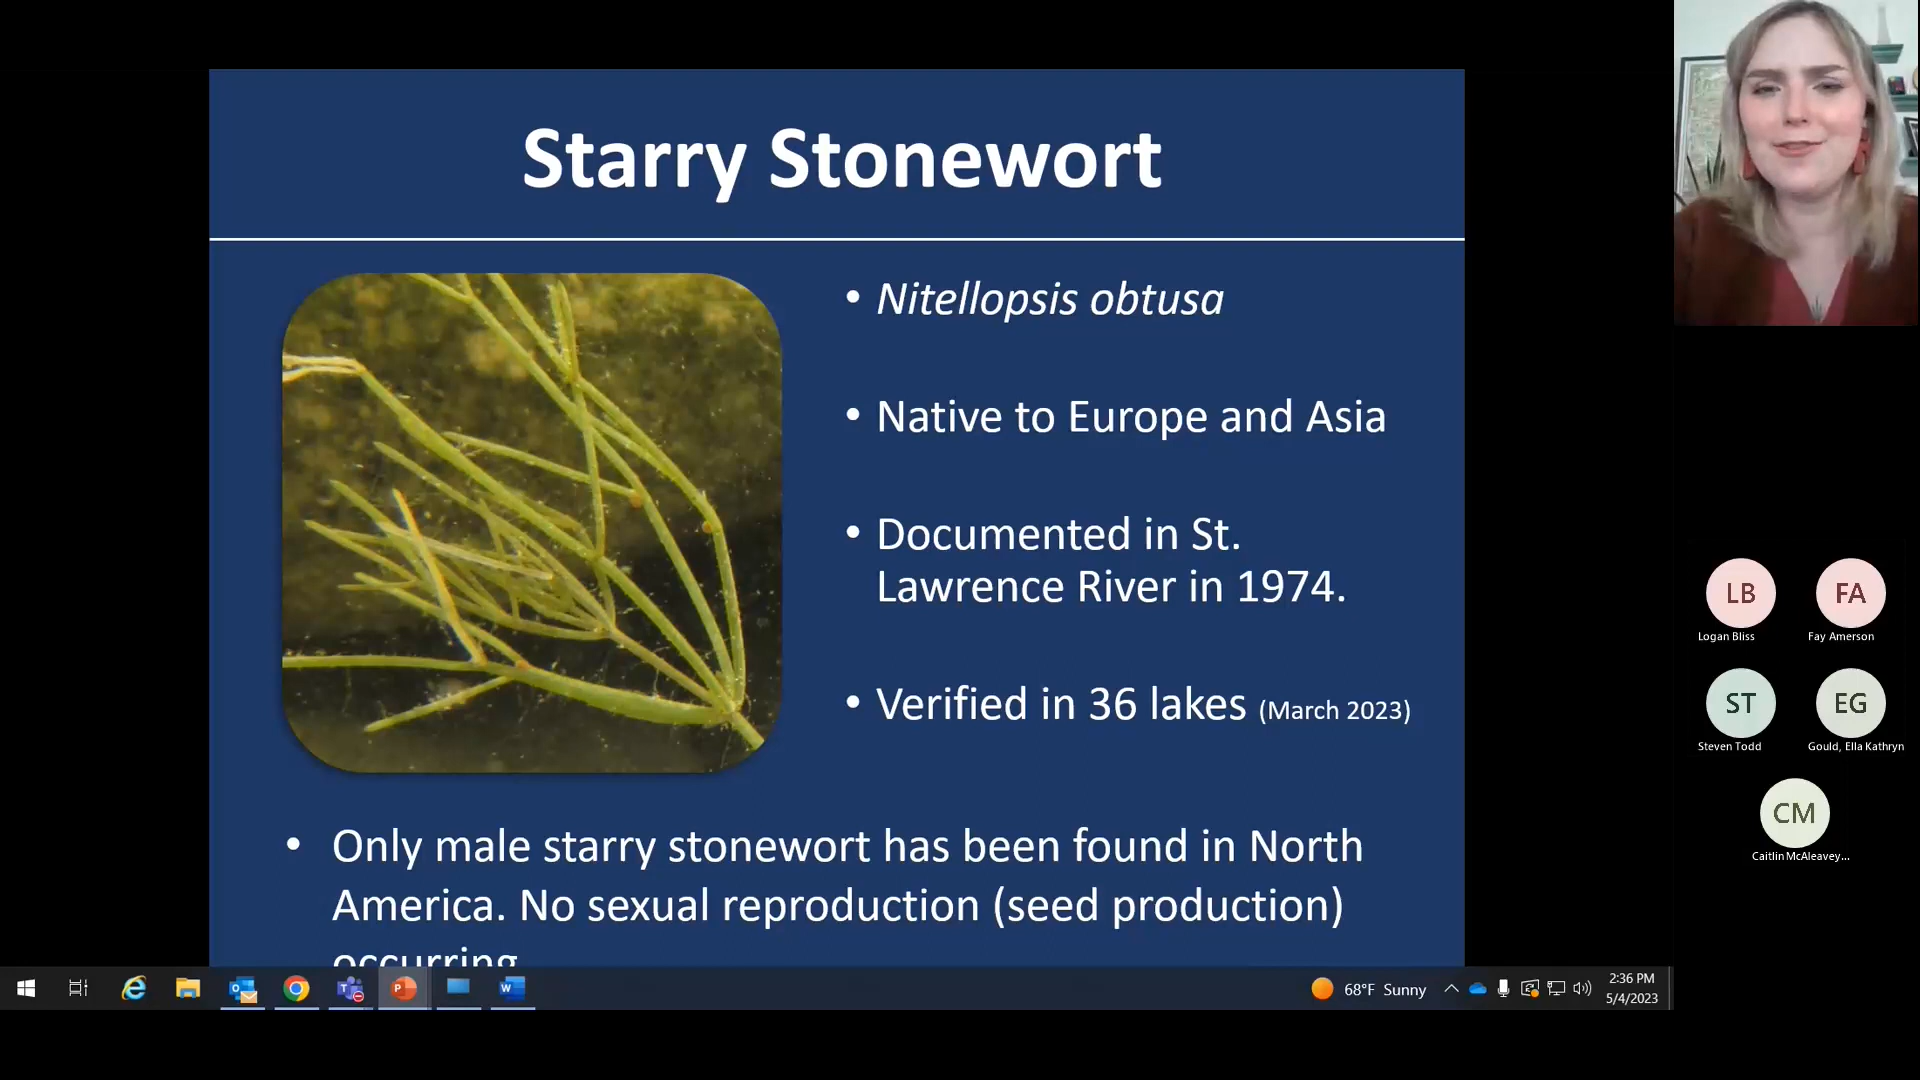 Starry Stonewort
• Nitellopsis obtusa
• Native to Europe and Asia
• Documented in St.
Lawrence River in 1974.
• Verified in 36 lakes (March 2023)
• Only male starry stonewort has been found in North
America. No sexual reproduction (seed production)
occurring
LB
FA
Logan Bliss
Fay Amerson
ST
EG
Steven Todd
Gould, Ella Kathryn
CM
Caitlin McAleavey...
68°F Sunny
2:36 PM
5/4/2023